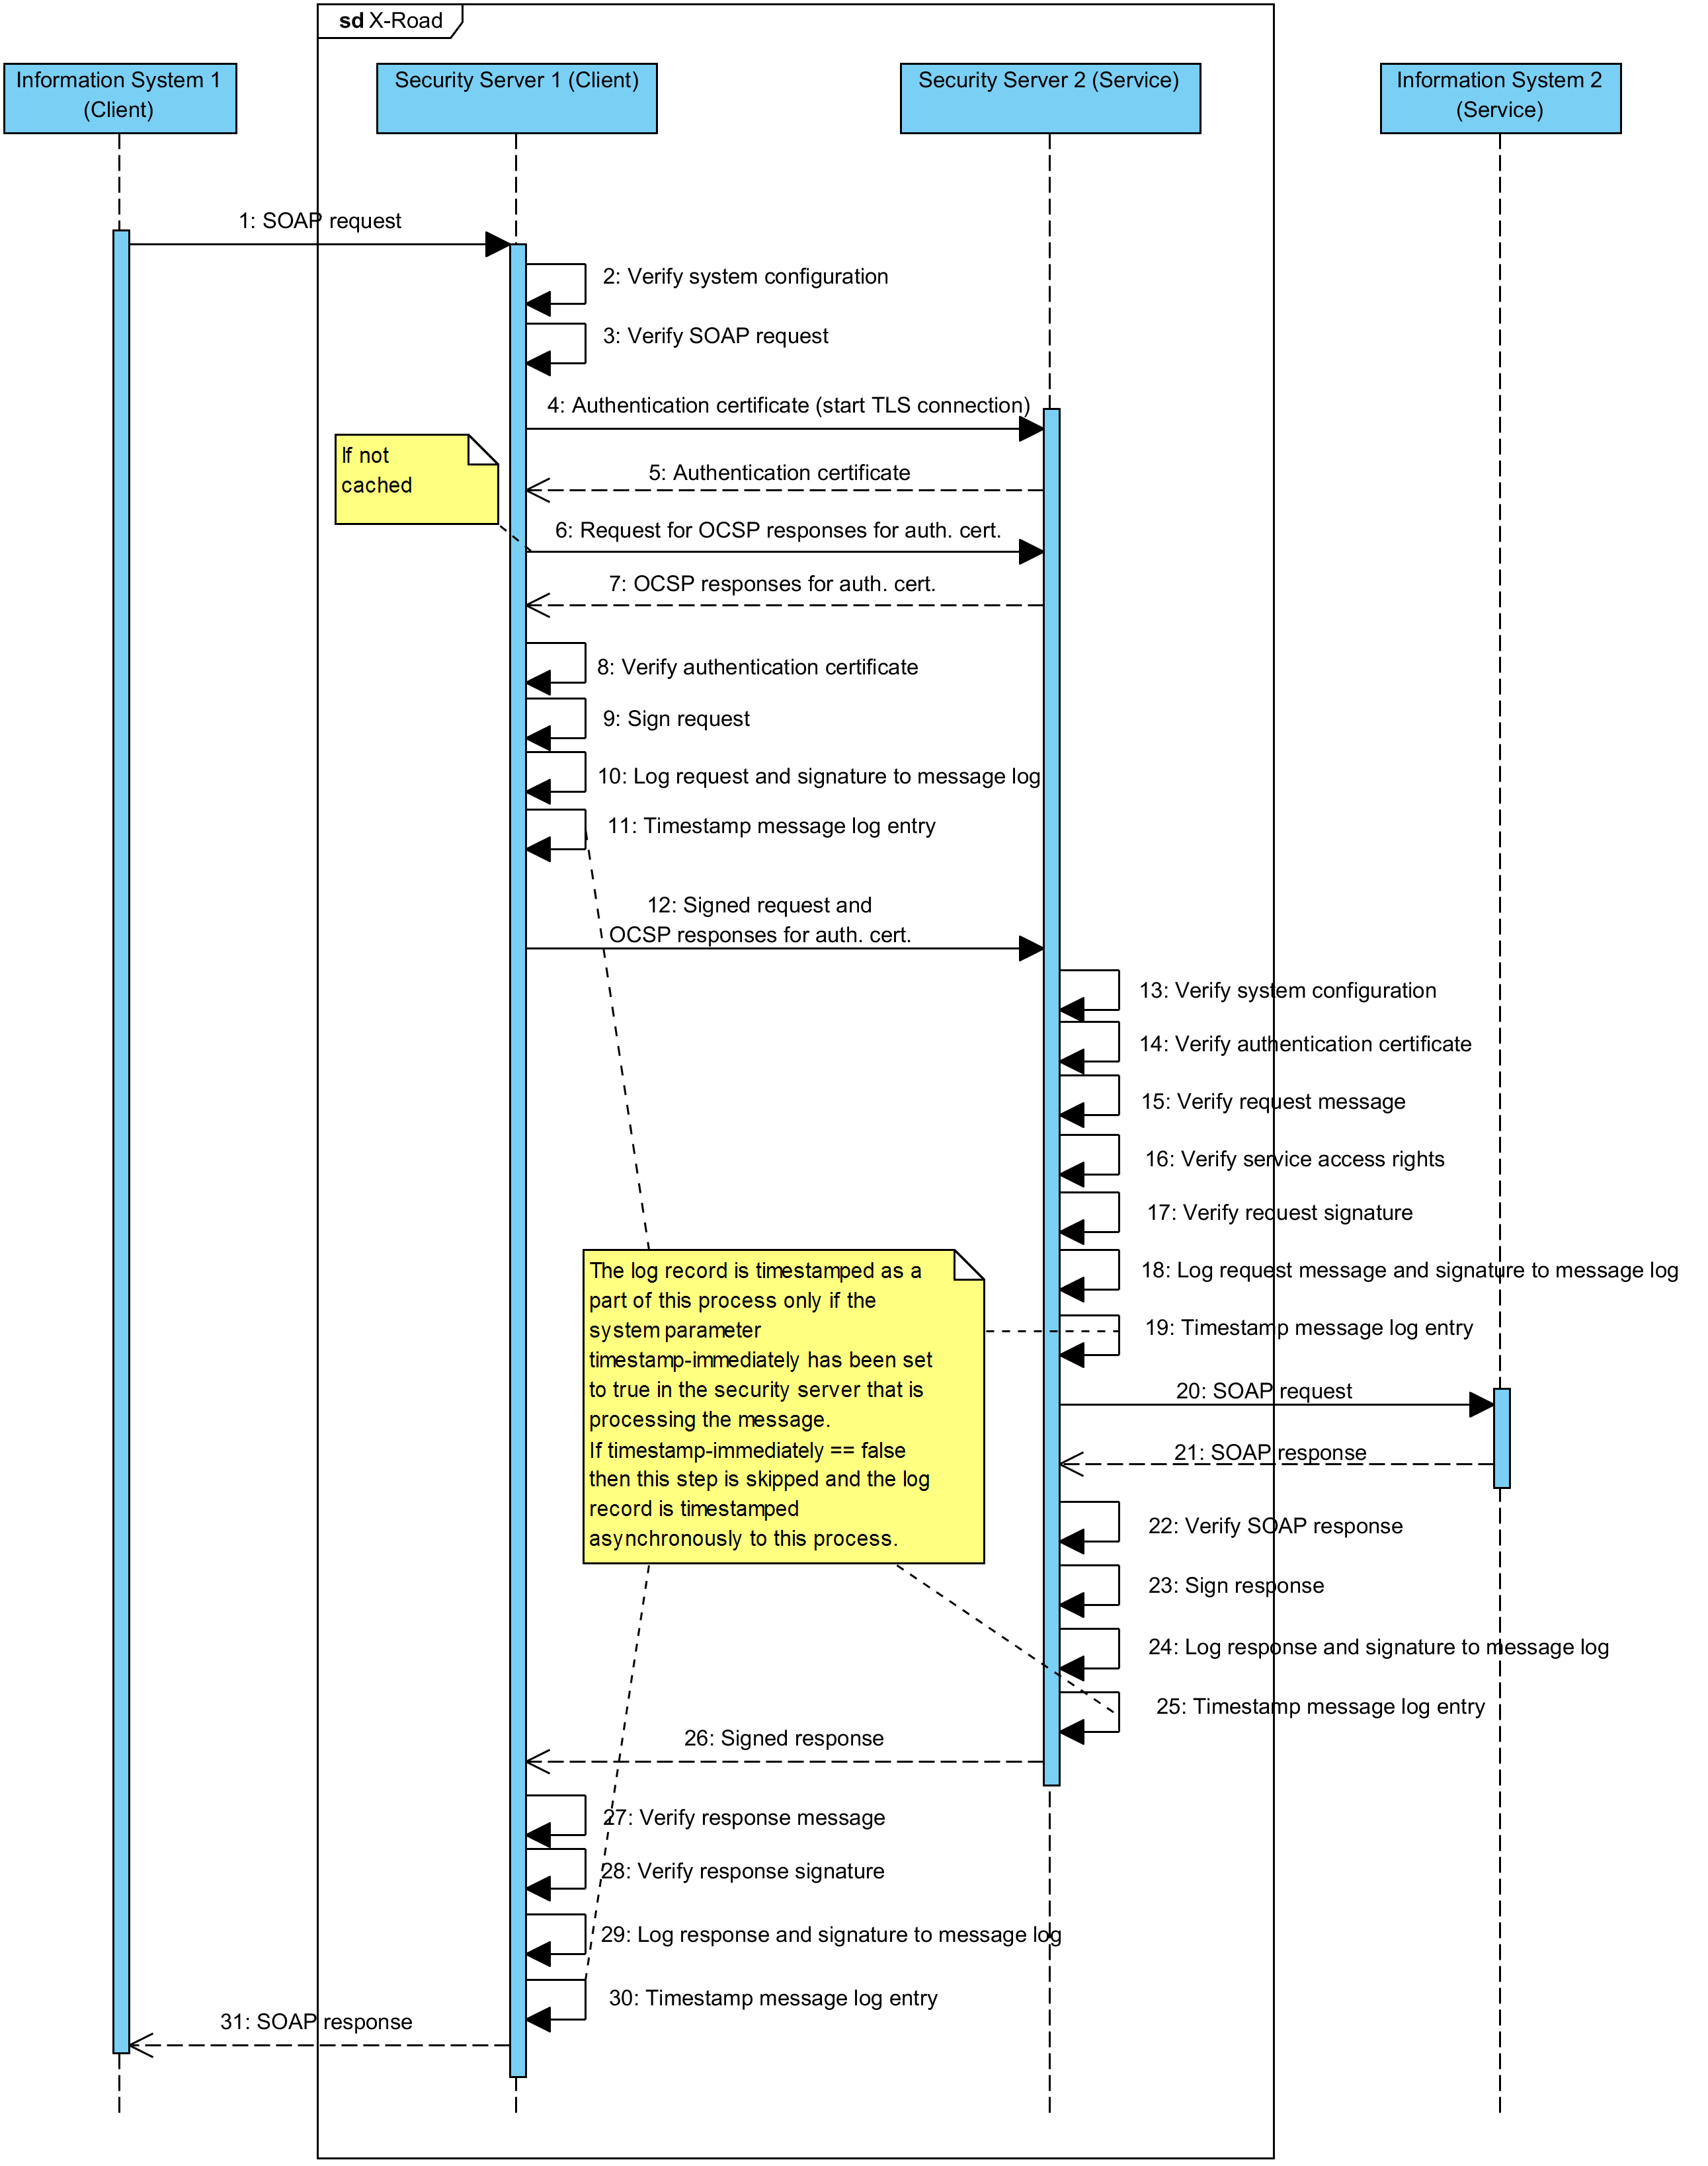 sd X-Road
Information System 1
(Client)
Security Server 1 (Client)
Security Server 2 (Service)
Information System 2
(Service)
1: SOAP request
2: Verify system configuration
3: Verify SOAP request
4: Authentication certificate (start TLS connection)
If not
cached
5: Authentication certificate
6: Request for OCSP responses for auth. cert.
7: OCSP responses for auth. cert.
8: Verify authentication certificate
9: Sign request
10: Log request and signature to message log
11: Timestamp message log entry
12: Signed request and
OCSP responses for auth. cert.
13: Verify system configuration
14: Verify authentication certificate
15: Verify request message
16: Verify service access rights
17: Verify request signature
18: Log request message and signature to message log
The log record is timestamped as a
part of this process only if the
system parameter
timestamp-immediately has been set
to true in the security server that is
processing the message.
If timestamp-immediately == false
then this step is skipped and the log
record is timestamped
asynchronously to this process.
19: Timestamp message log entry
20: SOAP request
21: SOAP response
22: Verify SOAP response
23: Sign response
24: Log response and signature to message log
25: Timestamp message log entry
26: Signed response
27: Verify response message
28: Verify response signature
29: Log response and signature to message log
30: Timestamp message log entry
31: SOAP response